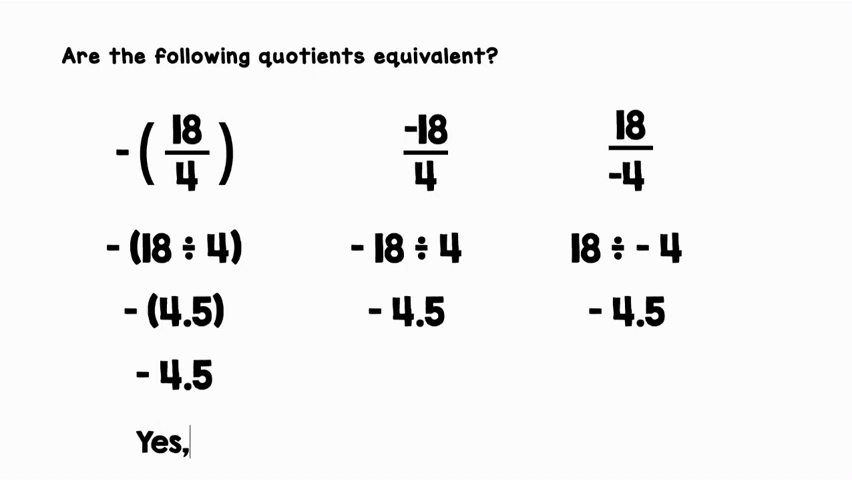 Are the following quotients equivalent?
-(18/4) -18/4 18/-4
- (18 ÷ 4) - 18 ÷ 4 18 ÷ - 4
- (4.5) - 4.5 - 4.5
- 4.5
Yes,